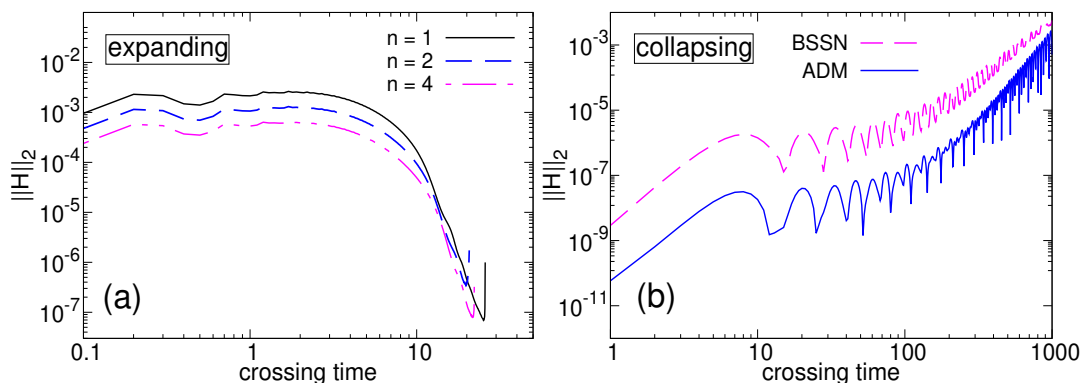 expanding
n = 1
n = 2
n = 4
10^-2
10^-3
10^-4
10^-5
10^-6
10^-7
||H||_2
(a)
0.1
1
10
crossing time
collapsing
BSSN
ADM
10^-3
10^-5
10^-7
10^-9
10^-11
||H||_2
(b)
1
10
100
1000
crossing time